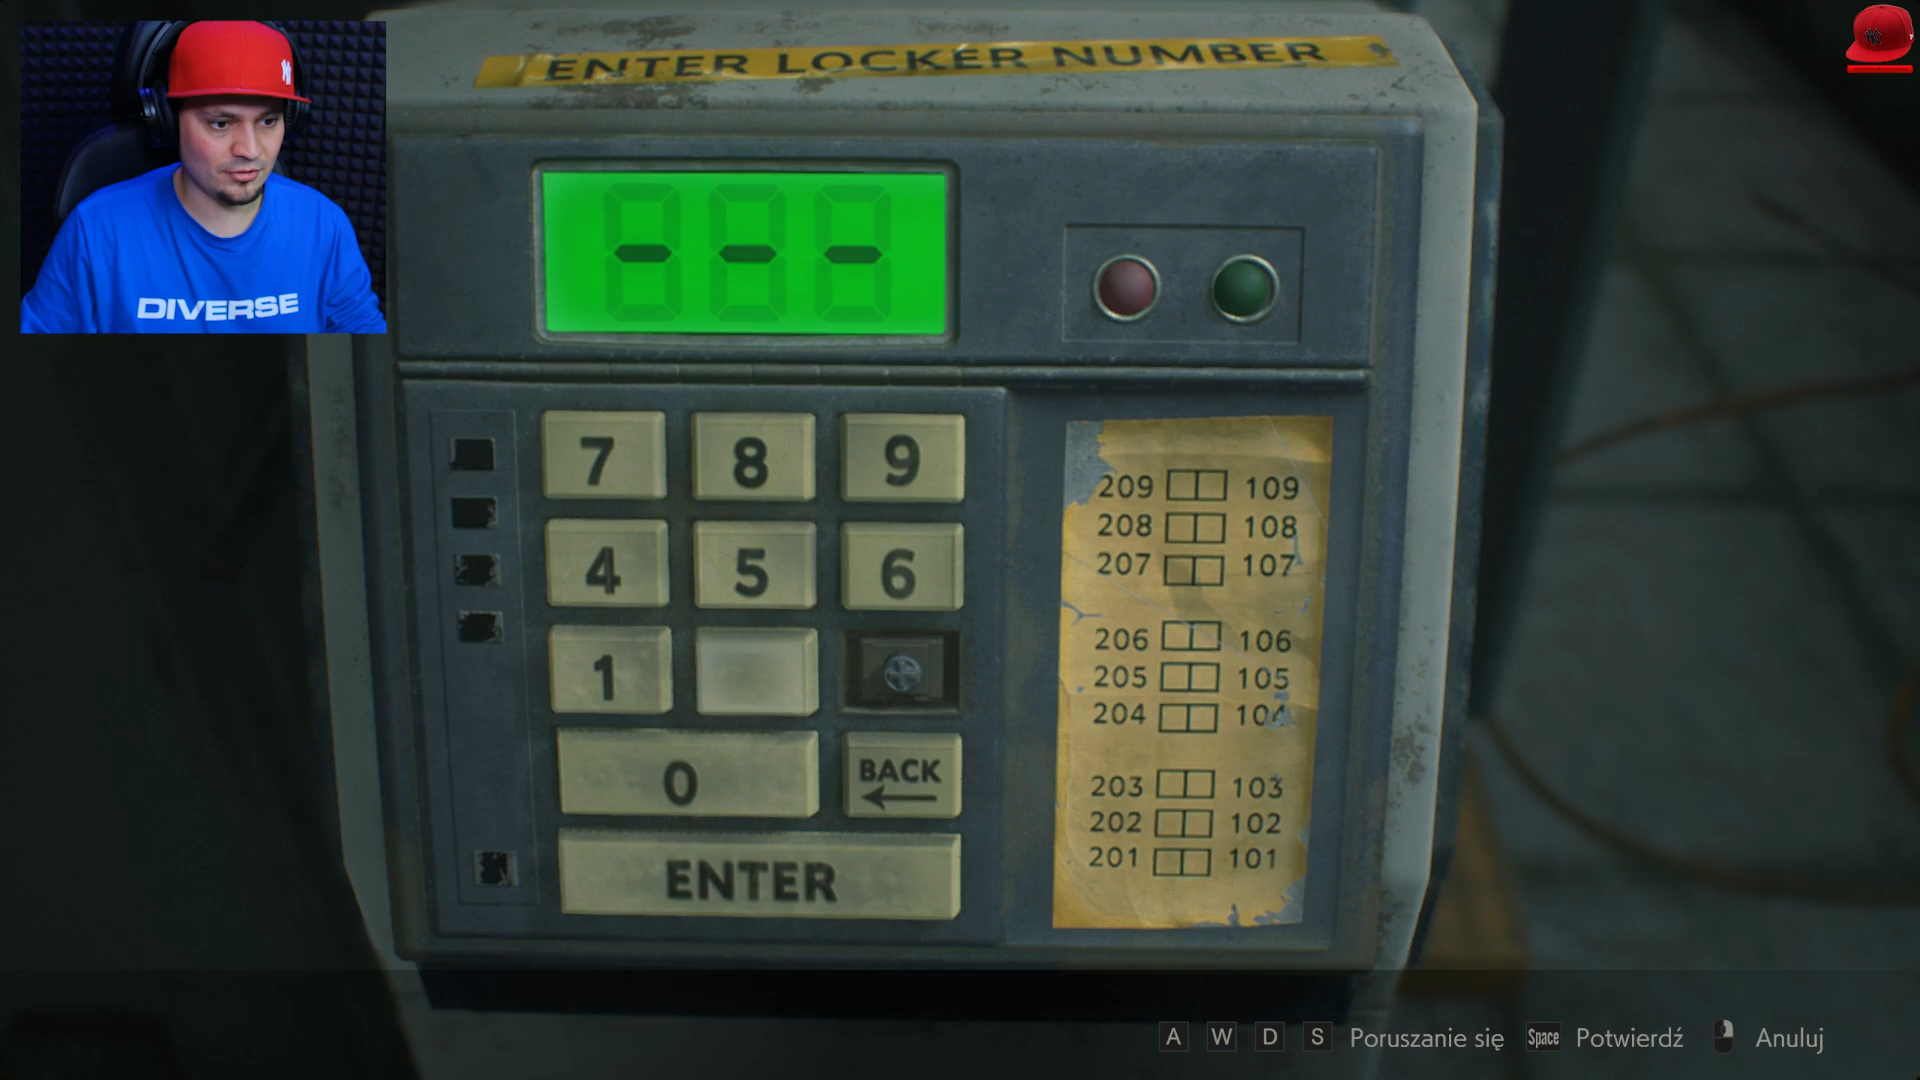 ENTER LOCKER NUMBER
DIVERSE
7 8 9
4 5 6
1
0 BACK
ENTER
209 109
208 108
207 107
206 106
205 105
204 104
203 103
202 102
201 101
A W D S Poruszanie się Space Potwierdź Anuluj